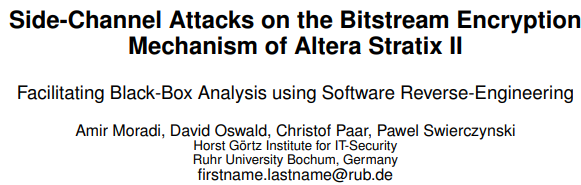 Side-Channel Attacks on the Bitstream Encryption
Mechanism of Altera Stratix II
Facilitating Black-Box Analysis using Software Reverse-Engineering
Amir Moradi, David Oswald, Christof Paar, Pawel Swierczynski
Horst Görtz Institute for IT-Security
Ruhr University Bochum, Germany
firstname.lastname@rub.de